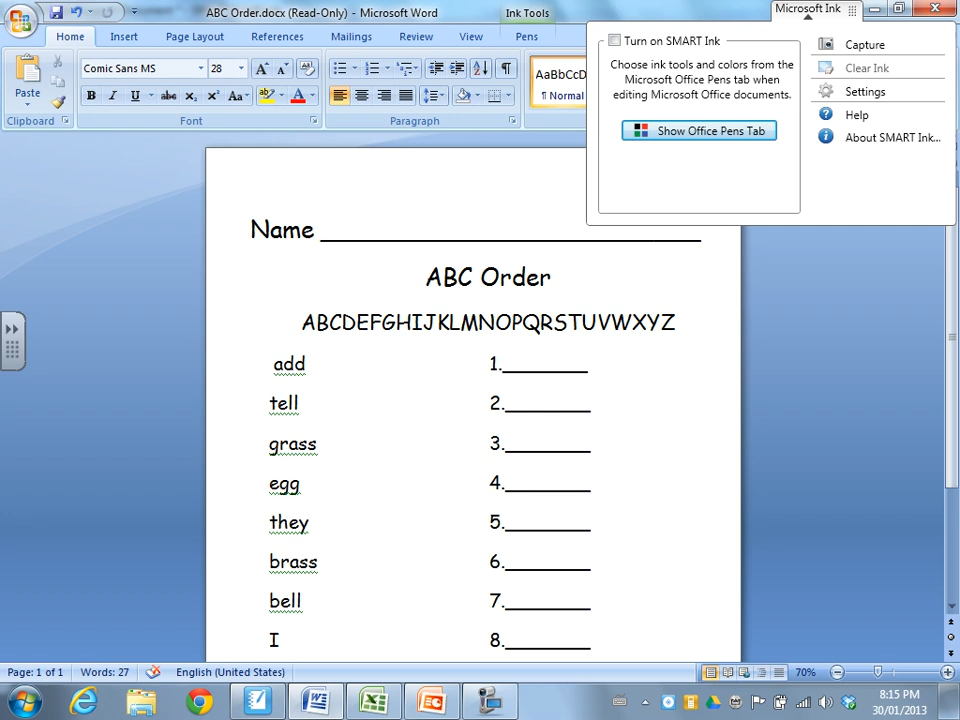 ABC Order.docx (Read-Only) - Microsoft Word
Ink Tools
Microsoft Ink
Home Insert Page Layout References Mailings Review View Pens
Paste
Clipboard
Comic Sans MS 28
B I U abc X₂ X² Aa
Font
Paragraph
AaBbCcD
¶ Normal
Turn on SMART Ink
Choose ink tools and colors from the
Microsoft Office Pens tab when
editing Microsoft Office documents.
Show Office Pens Tab
Capture
Clear Ink
Settings
Help
About SMART Ink...
Name ______________________________
ABC Order
ABCDEFGHIJKLMNOPQRSTUVWXYZ
add 1.________
tell 2.________
grass 3.________
egg 4.________
they 5.________
brass 6.________
bell 7.________
I 8.________
Page: 1 of 1 Words: 27 English (United States) 70%
8:15 PM
30/01/2013